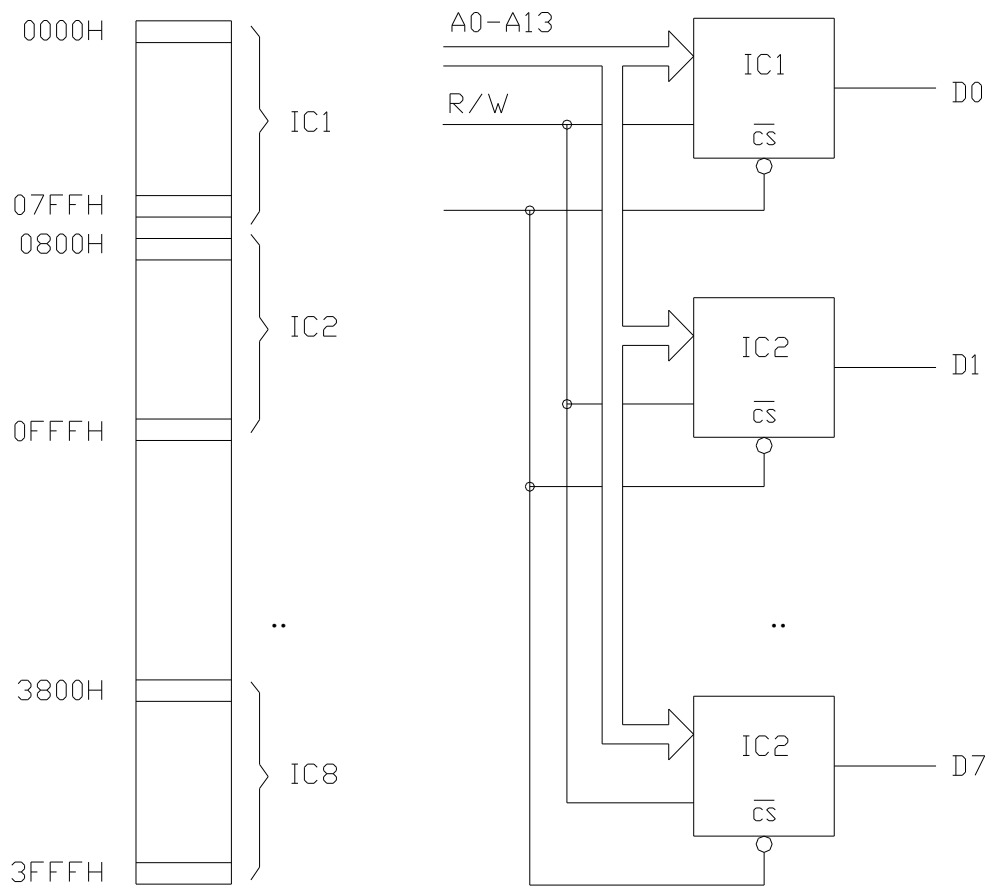 0000H
IC1
07FFH
0800H
IC2
0FFFH
..
3800H
IC8
3FFFH
A0-A13
R/W
IC1
CS
D0
IC2
CS
D1
..
IC2
CS
D7